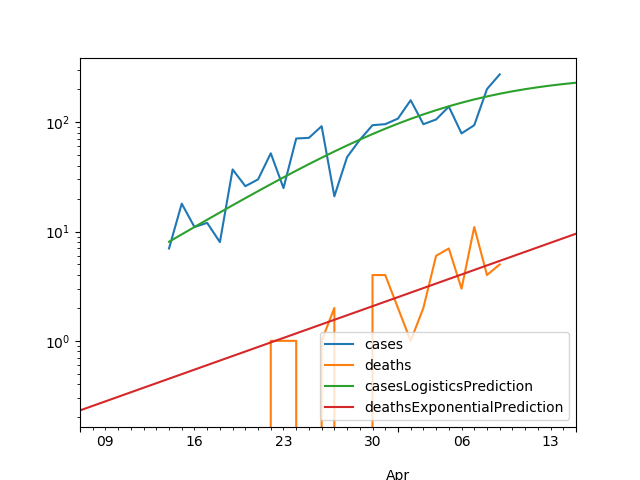 10²
10¹
10⁰
cases
deaths
casesLogisticsPrediction
deathsExponentialPrediction
09 16 23 30 06 13
Apr